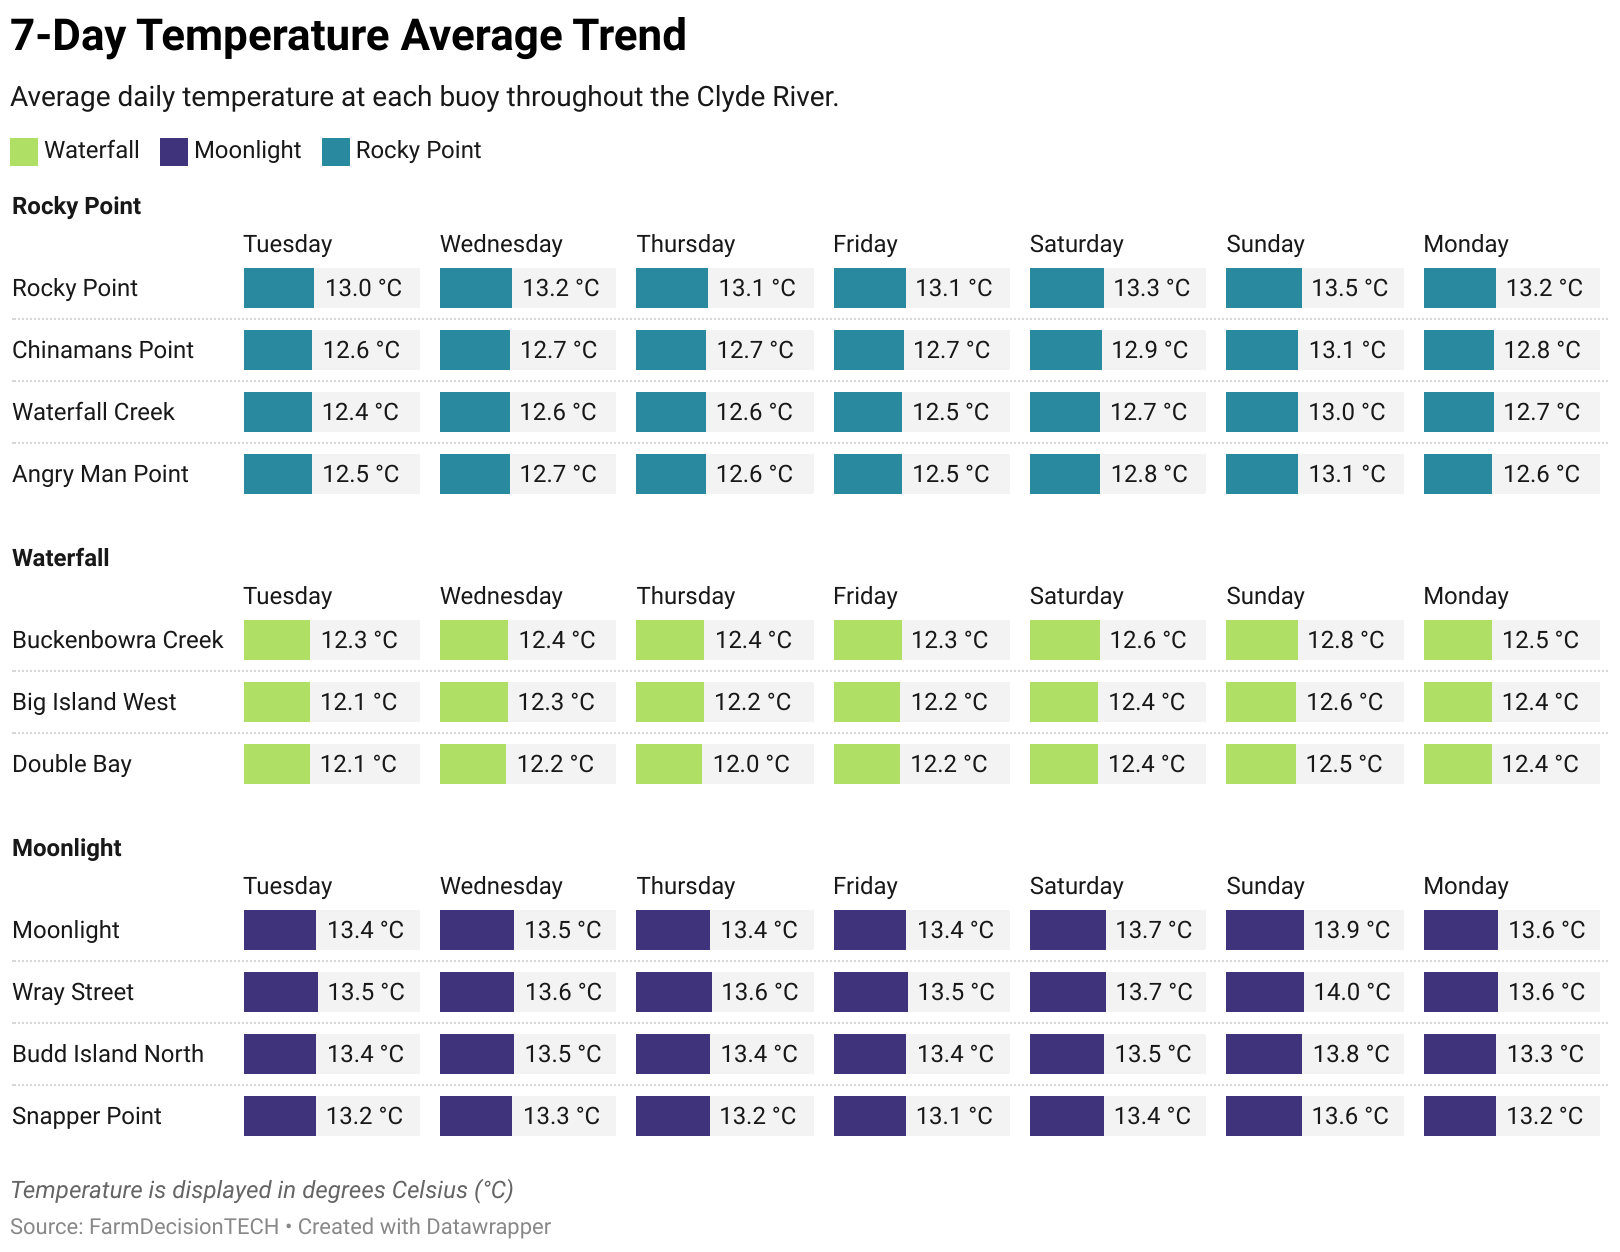 7-Day Temperature Average Trend
Average daily temperature at each buoy throughout the Clyde River.
Waterfall Moonlight Rocky Point
Rocky Point
Tuesday Wednesday Thursday Friday Saturday Sunday Monday
Rocky Point 13.0 °C 13.2 °C 13.1 °C 13.1 °C 13.3 °C 13.5 °C 13.2 °C
Chinamans Point 12.6 °C 12.7 °C 12.7 °C 12.7 °C 12.9 °C 13.1 °C 12.8 °C
Waterfall Creek 12.4 °C 12.6 °C 12.6 °C 12.5 °C 12.7 °C 13.0 °C 12.7 °C
Angry Man Point 12.5 °C 12.7 °C 12.6 °C 12.5 °C 12.8 °C 13.1 °C 12.6 °C
Waterfall
Tuesday Wednesday Thursday Friday Saturday Sunday Monday
Buckenbowra Creek 12.3 °C 12.4 °C 12.4 °C 12.3 °C 12.6 °C 12.8 °C 12.5 °C
Big Island West 12.1 °C 12.3 °C 12.2 °C 12.2 °C 12.4 °C 12.6 °C 12.4 °C
Double Bay 12.1 °C 12.2 °C 12.0 °C 12.2 °C 12.4 °C 12.5 °C 12.4 °C
Moonlight
Tuesday Wednesday Thursday Friday Saturday Sunday Monday
Moonlight 13.4 °C 13.5 °C 13.4 °C 13.4 °C 13.7 °C 13.9 °C 13.6 °C
Wray Street 13.5 °C 13.6 °C 13.6 °C 13.5 °C 13.7 °C 14.0 °C 13.6 °C
Budd Island North 13.4 °C 13.5 °C 13.4 °C 13.4 °C 13.5 °C 13.8 °C 13.3 °C
Snapper Point 13.2 °C 13.3 °C 13.2 °C 13.1 °C 13.4 °C 13.6 °C 13.2 °C
Temperature is displayed in degrees Celsius (°C)
Source: FarmDecisionTECH • Created with Datawrapper